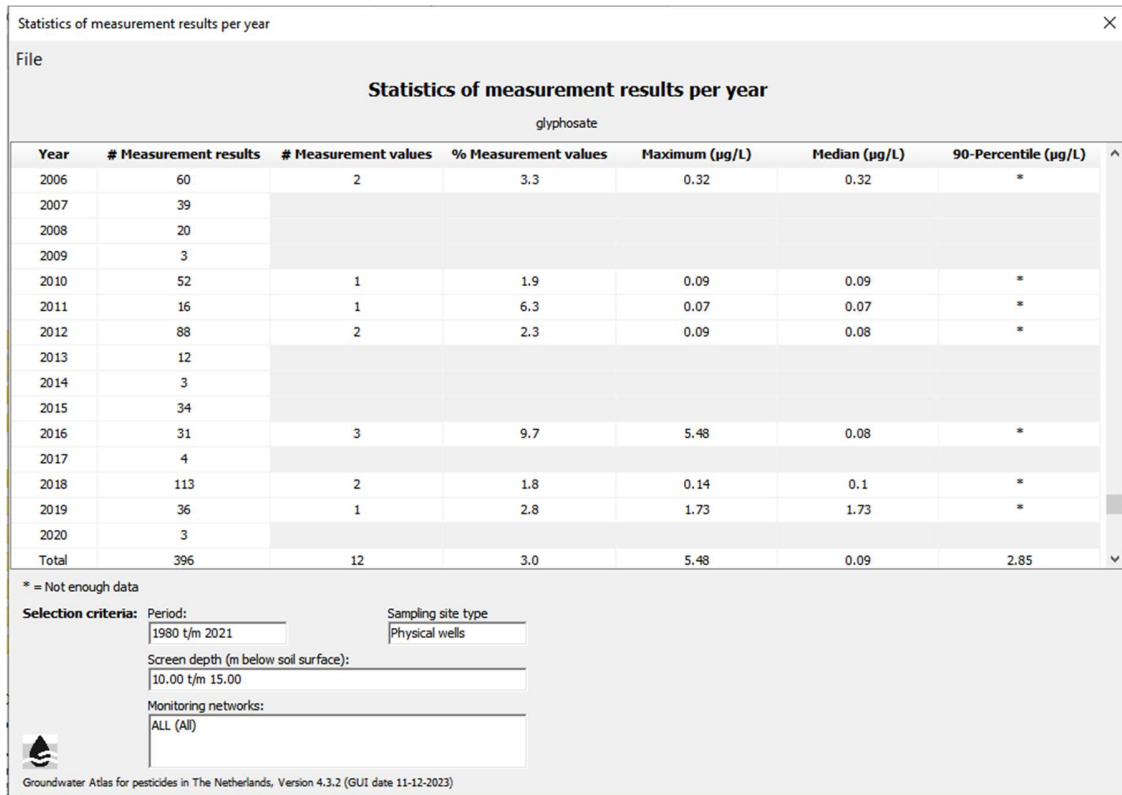 Statistics of measurement results per year
File
Statistics of measurement results per year
glyphosate
Year # Measurement results # Measurement values % Measurement values Maximum (µg/L) Median (µg/L) 90-Percentile (µg/L)
2006 60 2 3.3 0.32 0.32 *
2007 39
2008 20
2009 3
2010 52 1 1.9 0.09 0.09 *
2011 16 1 6.3 0.07 0.07 *
2012 88 2 2.3 0.09 0.08 *
2013 12
2014 3
2015 34
2016 31 3 9.7 5.48 0.08 *
2017 4
2018 113 2 1.8 0.14 0.1 *
2019 36 1 2.8 1.73 1.73 *
2020 3
Total 396 12 3.0 5.48 0.09 2.85
* = Not enough data
Selection criteria: Period: Sampling site type
1980 t/m 2021 Physical wells
Screen depth (m below soil surface):
10.00 t/m 15.00
Monitoring networks:
ALL (All)
Groundwater Atlas for pesticides in The Netherlands, Version 4.3.2 (GUI date 11-12-2023)